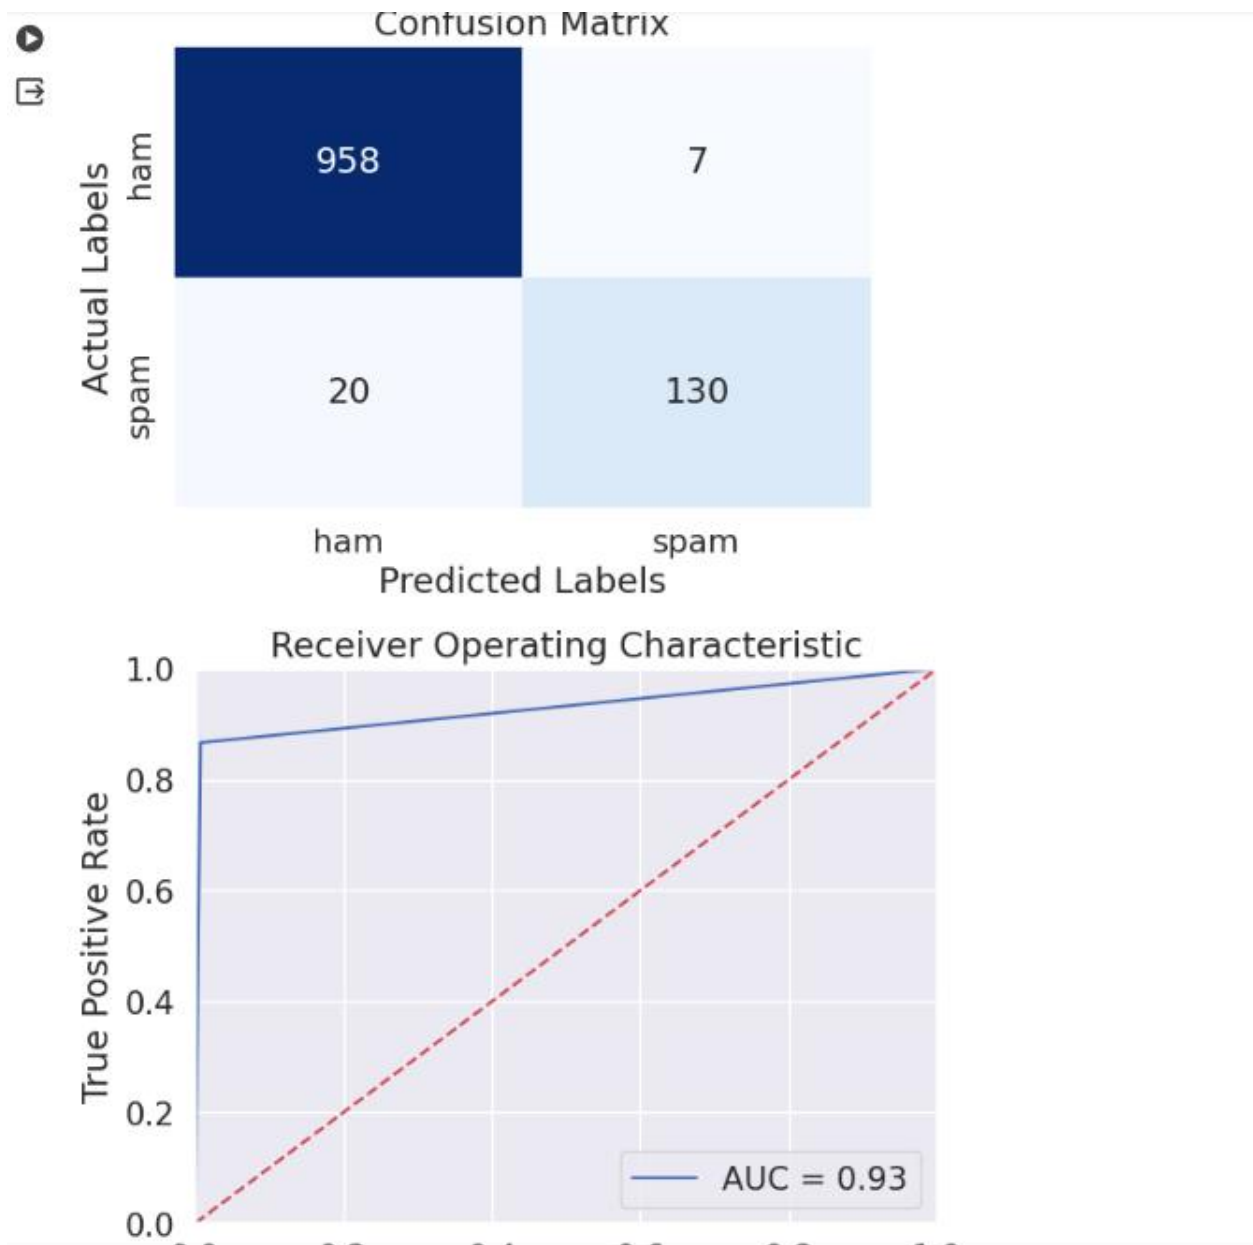 Confusion Matrix
Actual Labels
ham
958
7
spam
20
130
ham
spam
Predicted Labels
Receiver Operating Characteristic
True Positive Rate
1.0
0.8
0.6
0.4
0.2
0.0
AUC = 0.93